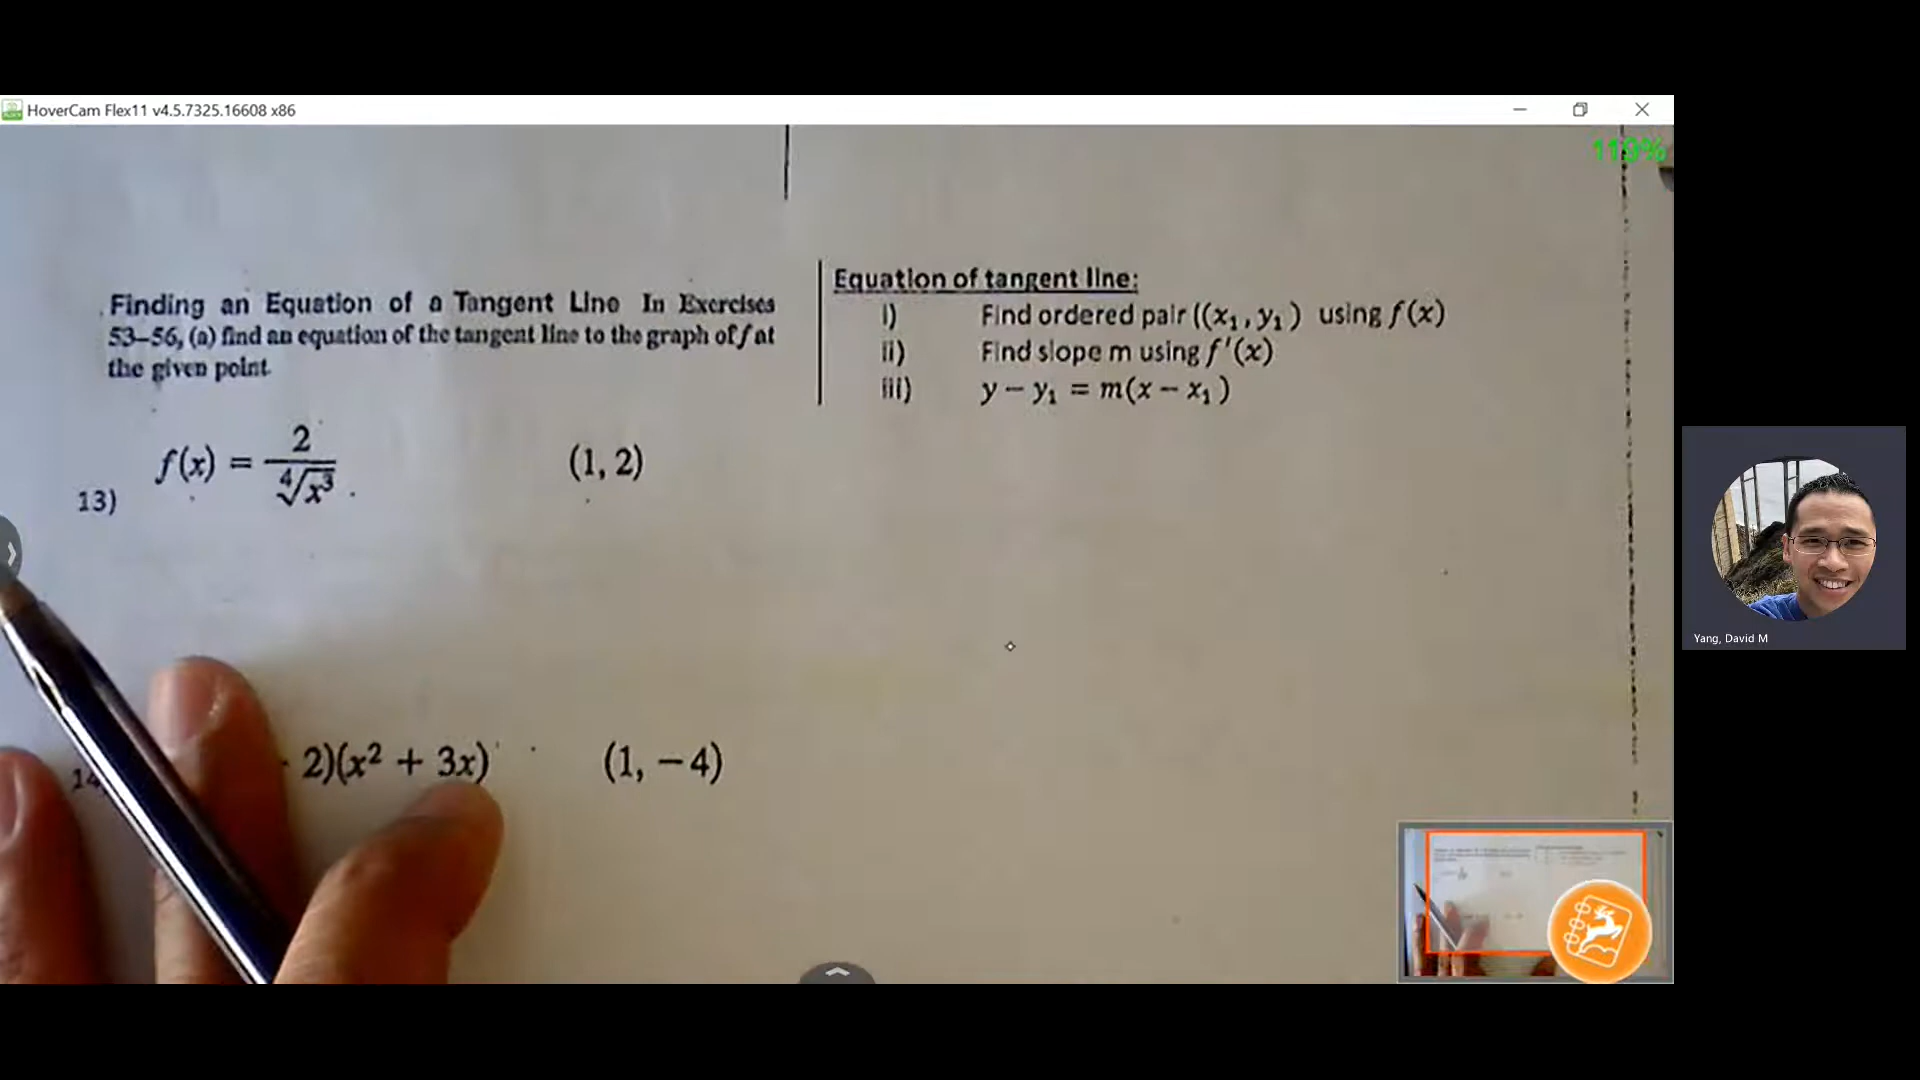 HoverCam Flex11 v4.5.7325.16608 x86
119%
Finding an Equation of a Tangent Line In Exercises
53–56, (a) find an equation of the tangent line to the graph of f at
the given point
13) f(x) = 2 / ∜x³ . (1, 2)
2)(x² + 3x) (1, −4)
Equation of tangent line:
i) Find ordered pair ((x₁, y₁) using f(x)
ii) Find slope m using f′(x)
iii) y − y₁ = m(x − x₁)
Yang, David M